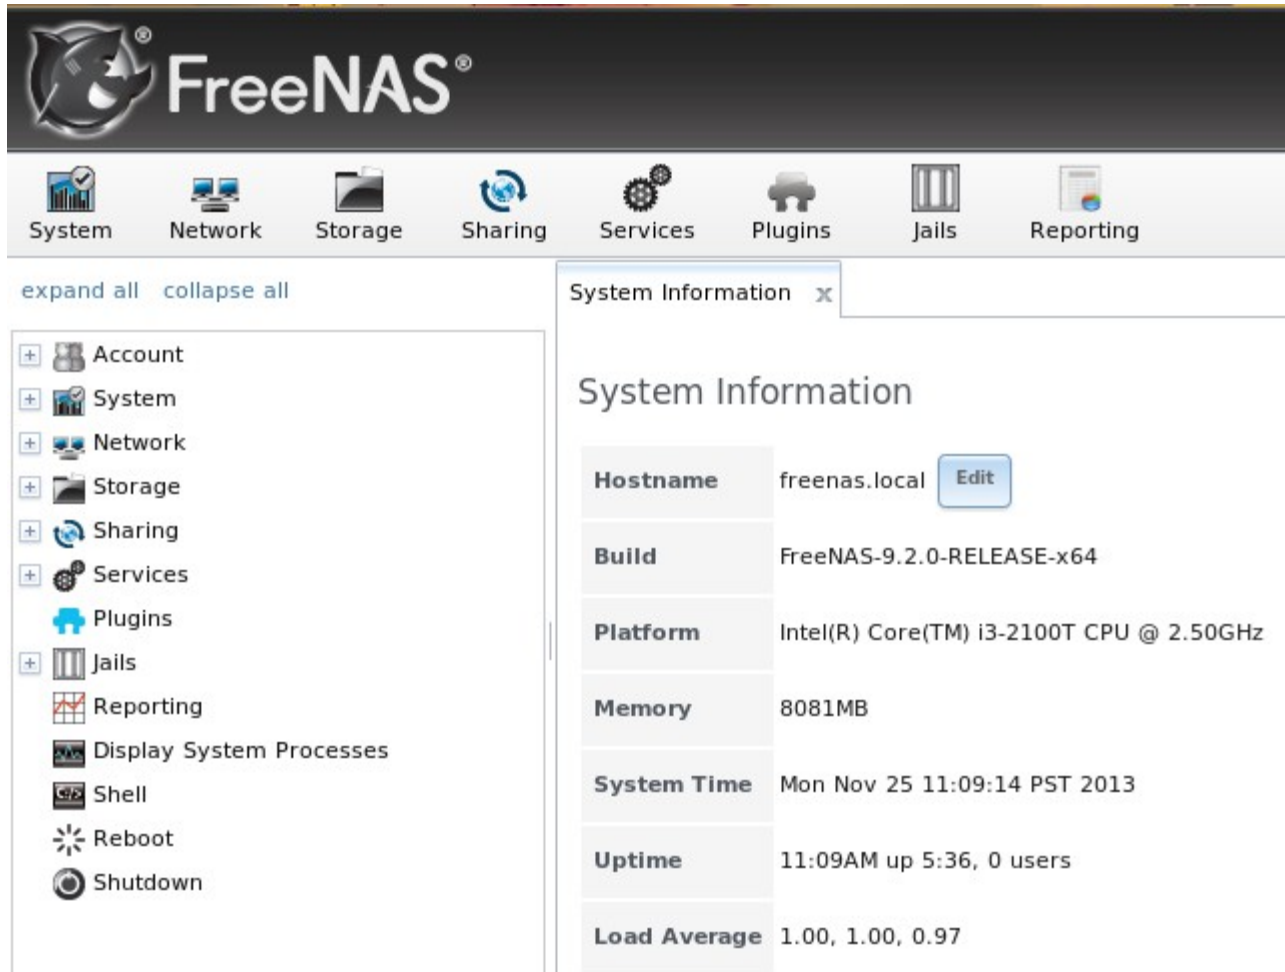 FreeNAS®
System Network Storage Sharing Services Plugins Jails Reporting
expand all collapse all
Account
System
Network
Storage
Sharing
Services
Plugins
Jails
Reporting
Display System Processes
Shell
Reboot
Shutdown
System Information x
System Information
Hostname freenas.local Edit
Build FreeNAS-9.2.0-RELEASE-x64
Platform Intel(R) Core(TM) i3-2100T CPU @ 2.50GHz
Memory 8081MB
System Time Mon Nov 25 11:09:14 PST 2013
Uptime 11:09AM up 5:36, 0 users
Load Average 1.00, 1.00, 0.97